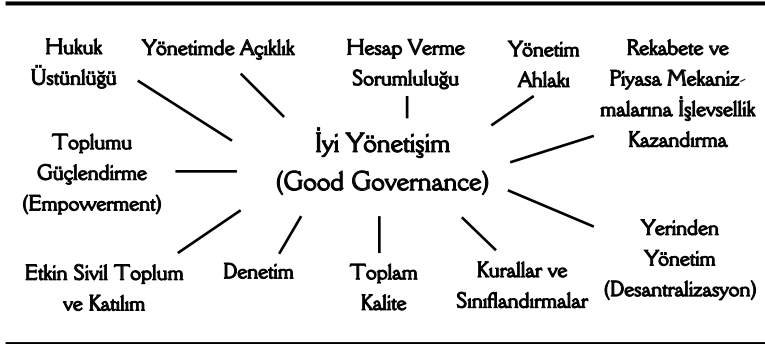 Hukuk
Üstünlüğü
Yönetimde Açıklık
Hesap Verme
Sorumluluğu
Yönetim
Ahlakı
Rekabete ve
Piyasa Mekaniz-
malarına İşlevsellik
Kazandırma
Toplumu
Güçlendirme
(Empowerment)
İyi Yönetişim
(Good Governance)
Etkin Sivil Toplum
ve Katılım
Denetim
Toplam
Kalite
Kurallar ve
Sınıflandırmalar
Yerinden
Yönetim
(Desantralizasyon)